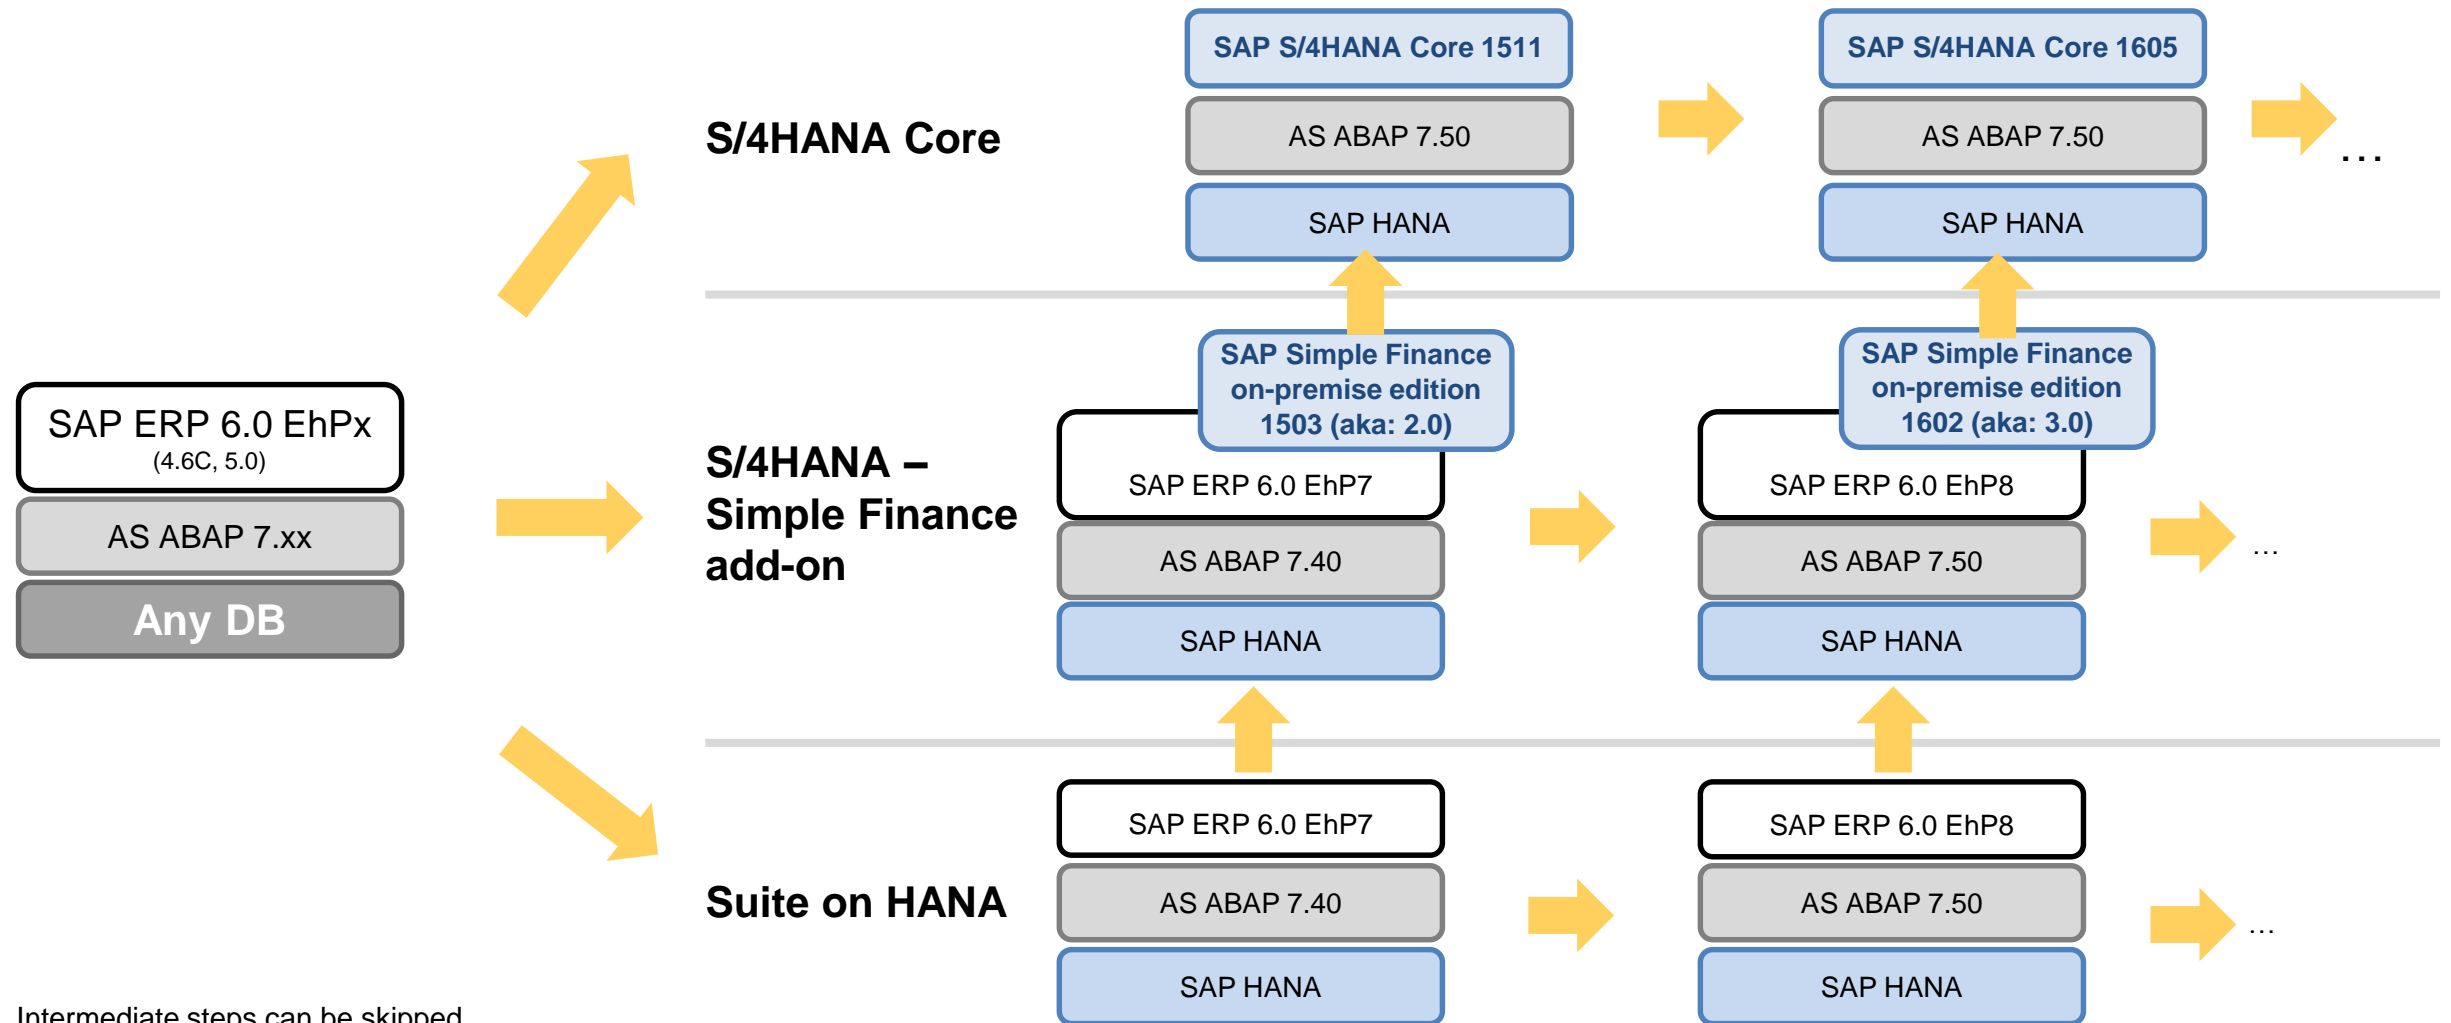 SAP S/4HANA Core 1511
SAP S/4HANA Core 1605
S/4HANA Core
AS ABAP 7.50
AS ABAP 7.50
...
SAP HANA
SAP HANA
SAP ERP 6.0 EhPx
(4.6C, 5.0)
AS ABAP 7.xx
Any DB
S/4HANA –
Simple Finance
add-on
SAP Simple Finance
on-premise edition
1503 (aka: 2.0)
SAP ERP 6.0 EhP7
AS ABAP 7.40
SAP HANA
SAP Simple Finance
on-premise edition
1602 (aka: 3.0)
SAP ERP 6.0 EhP8
AS ABAP 7.50
SAP HANA
...
Suite on HANA
SAP ERP 6.0 EhP7
AS ABAP 7.40
SAP HANA
SAP ERP 6.0 EhP8
AS ABAP 7.50
SAP HANA
...
Intermediate steps can be skipped